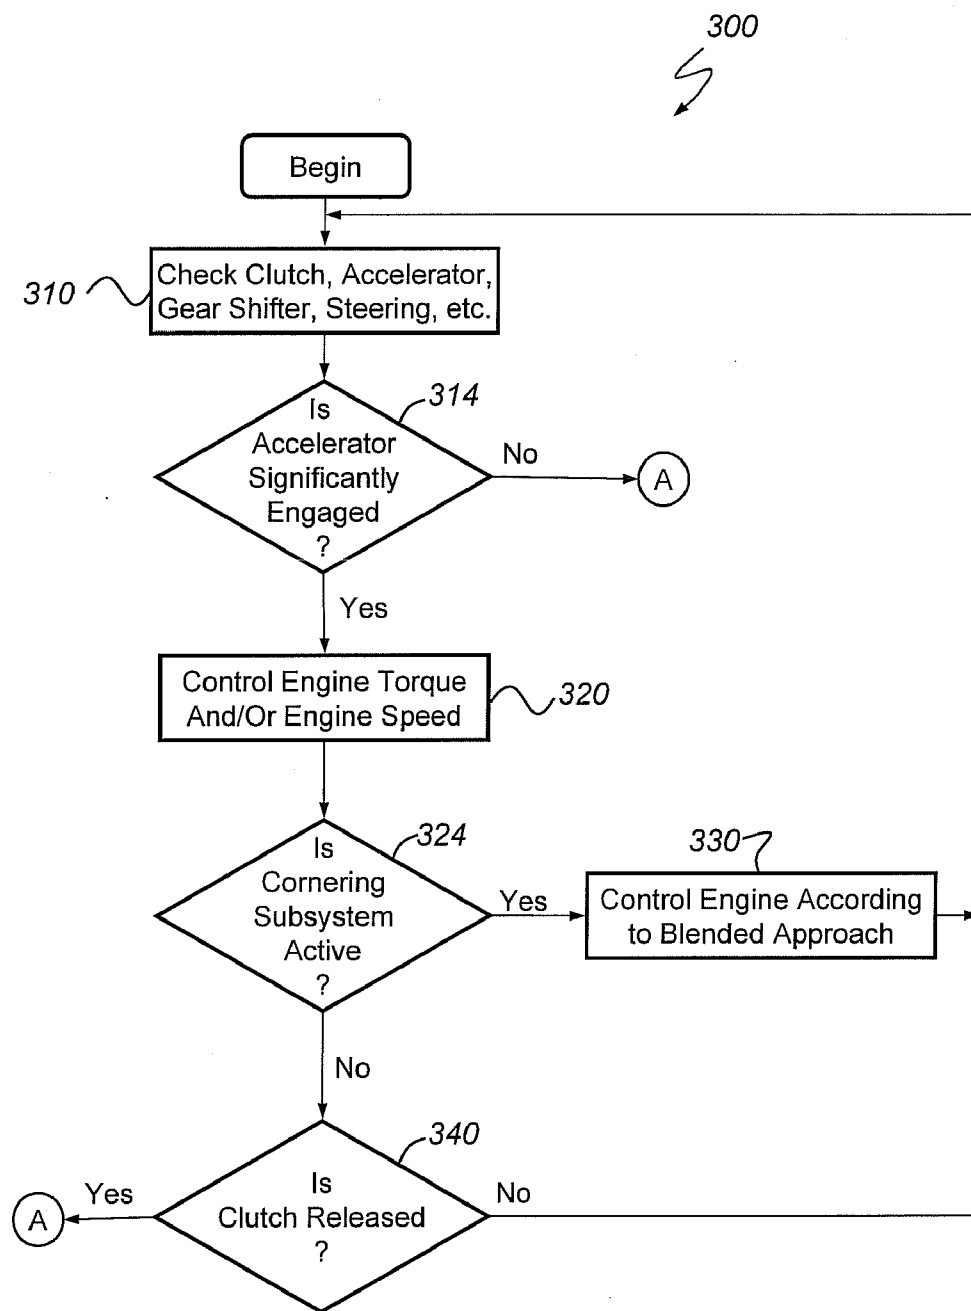 300
Begin
310
Check Clutch, Accelerator,
Gear Shifter, Steering, etc.
314
Is
Accelerator
Significantly
Engaged
?
No
A
Yes
Control Engine Torque
And/Or Engine Speed
320
324
Is
Cornering
Subsystem
Active
?
Yes
330
Control Engine According
to Blended Approach
No
340
Is
Clutch Released
?
Yes
A
No